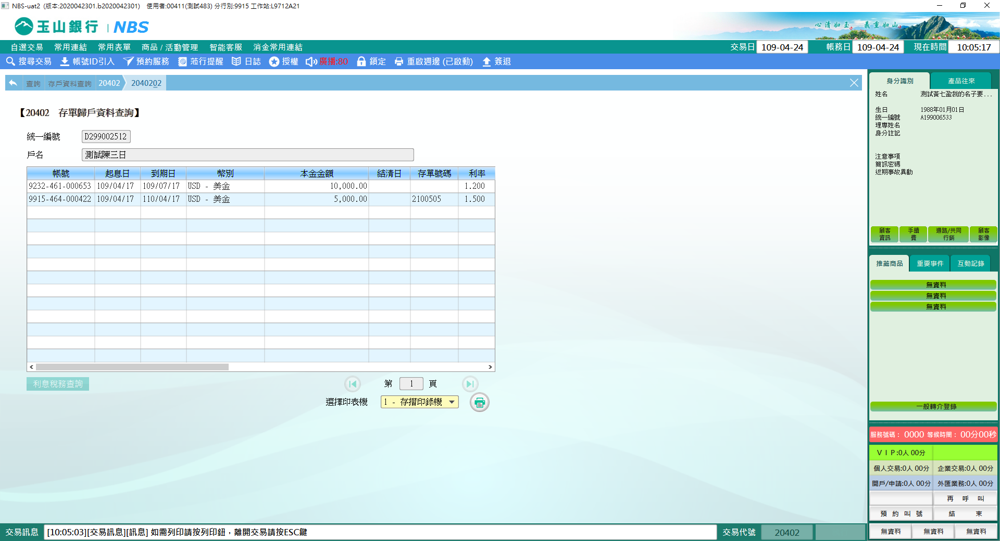 NBS-uat2 (版本:2020042301.b2020042301) 使用者:00411(測試483) 分行別:9915 工作站:L9712A21
玉山銀行 | NBS
心清如玉 義重如山
自選交易 常用連結 常用表單 商品 / 活動管理 智能客服 消金常用連結 交易日 109-04-24 帳務日 109-04-24 現在時間 10:05:17
搜尋交易 帳號ID引入 預約服務 蒞行提醒 日誌 授權 廣播:80 鎖定 重啟週邊 (已啟動) 簽退
查詢 存戶資料查詢 20402 2040202
【20402 存單歸戶資料查詢】
統一編號 D299002512
戶名 測試陳三日
帳號 起息日 到期日 幣別 本金金額 結清日 存單號碼 利率
9232-461-000653 109/04/17 109/07/17 USD - 美金 10,000.00 1.200
9915-464-000422 109/04/17 110/04/17 USD - 美金 5,000.00 2100505 1.500
利息稅務查詢 第 1 頁
選擇印表機 1 - 存摺印錄機
身分識別 產品往來
姓名 測試黃七盈我的名子要...
生日 1988年01月01日
統一編號 A199006533
理專姓名
身分註記
注意事項
簡訊密碼
近期事故異動
顧客資訊 手續費 通路/共同行銷 顧客影像
推薦商品 重要事件 互動記錄
無資料
無資料
無資料
一般轉介登錄
服務號碼： 0000 等候時間： 00分00秒
ＶＩＰ:0人 00分
個人交易:0人 00分 企業交易:0人 00分
開戶/申請:0人 00分 外匯業務:0人 00分
再 呼 叫
預 約 叫 號 結 束
無資料 無資料 無資料
交易訊息 [10:05:03][交易訊息][訊息] 如需列印請按列印鈕，離開交易請按ESC鍵 交易代號 20402